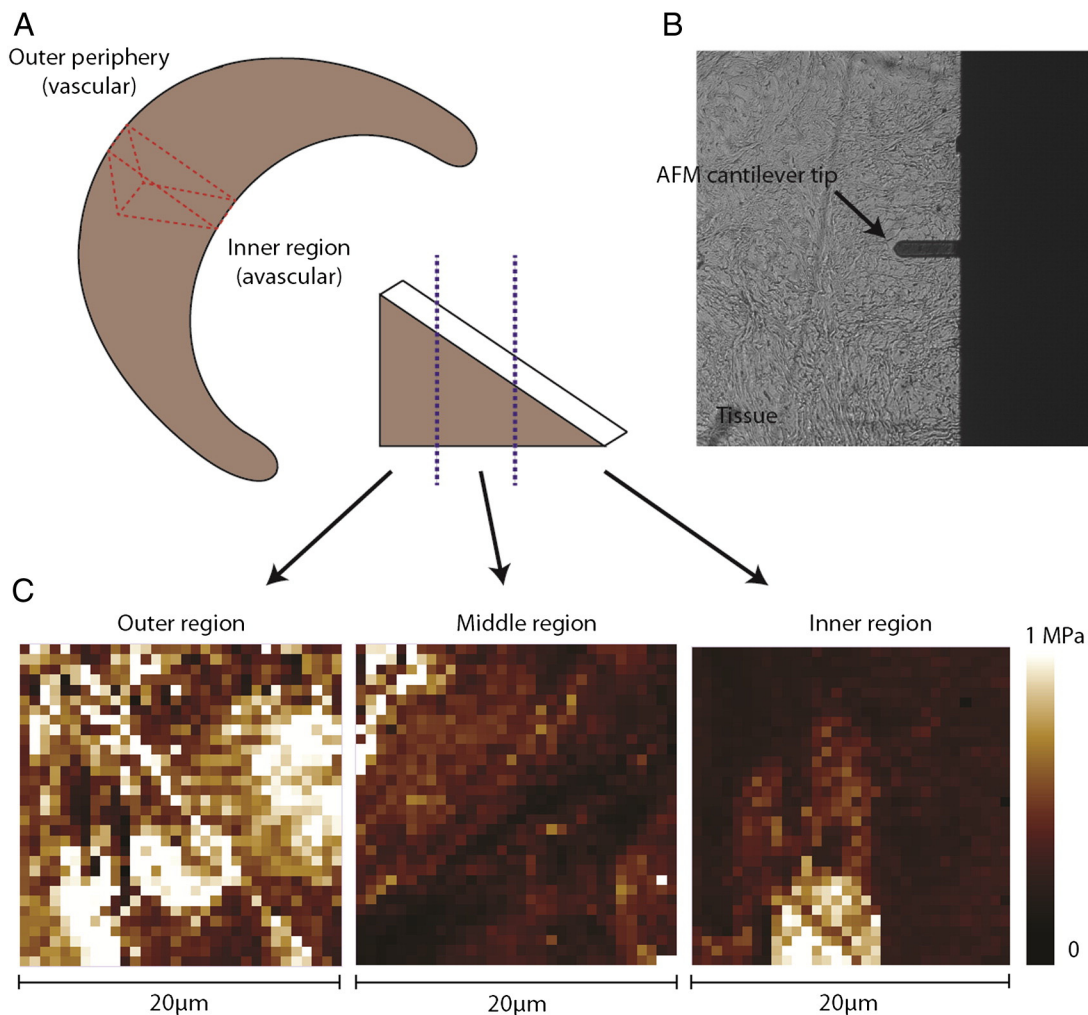 A
Outer periphery
(vascular)
Inner region
(avascular)
B
AFM cantilever tip
Tissue
C
Outer region
Middle region
Inner region
1 MPa
0
20μm
20μm
20μm